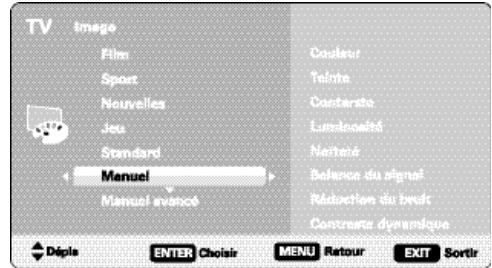 TV Image
Film
Sport
Nouvelles
Jeu
Standard
Manuel
Manuel avancé
Couleur
Teinte
Contarste
Luminosité
Netteté
Balance du signal
Réduction du bruit
Contraste dynamique
Dépla ENTER Choisir MENU Retour EXIT Sortir